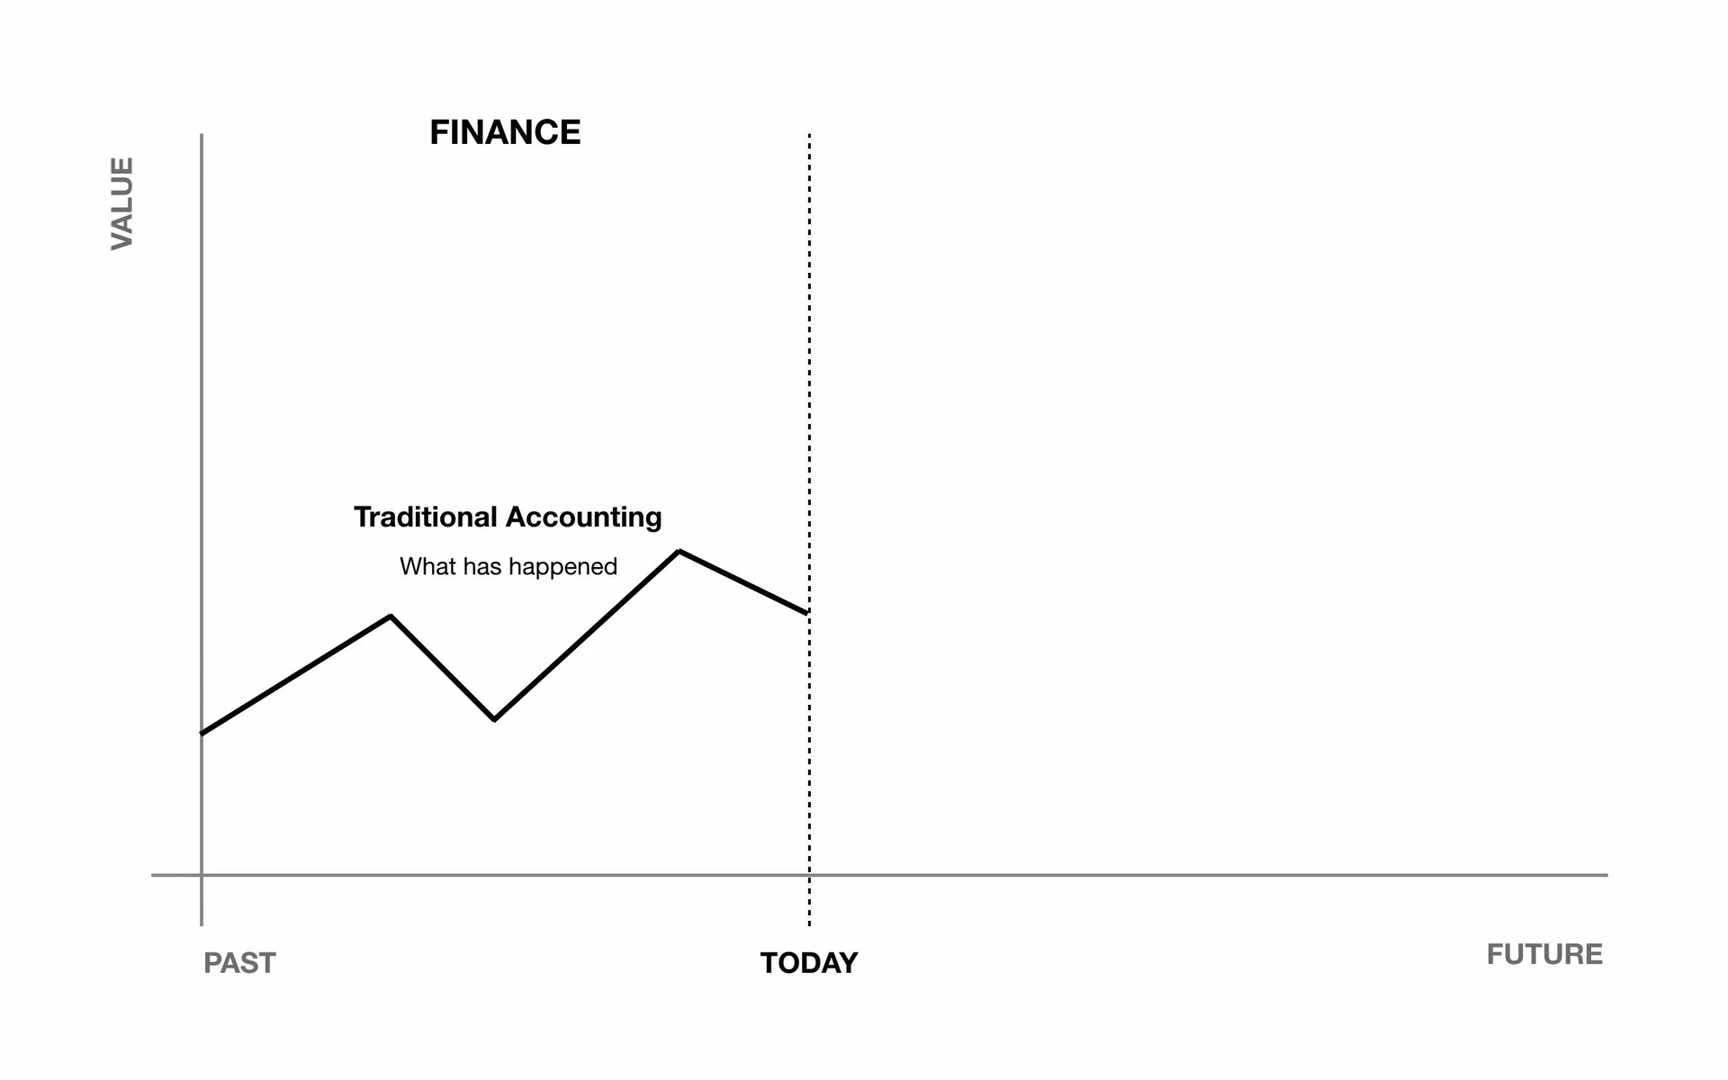 FINANCE
VALUE
Traditional Accounting
What has happened
PAST
TODAY
FUTURE